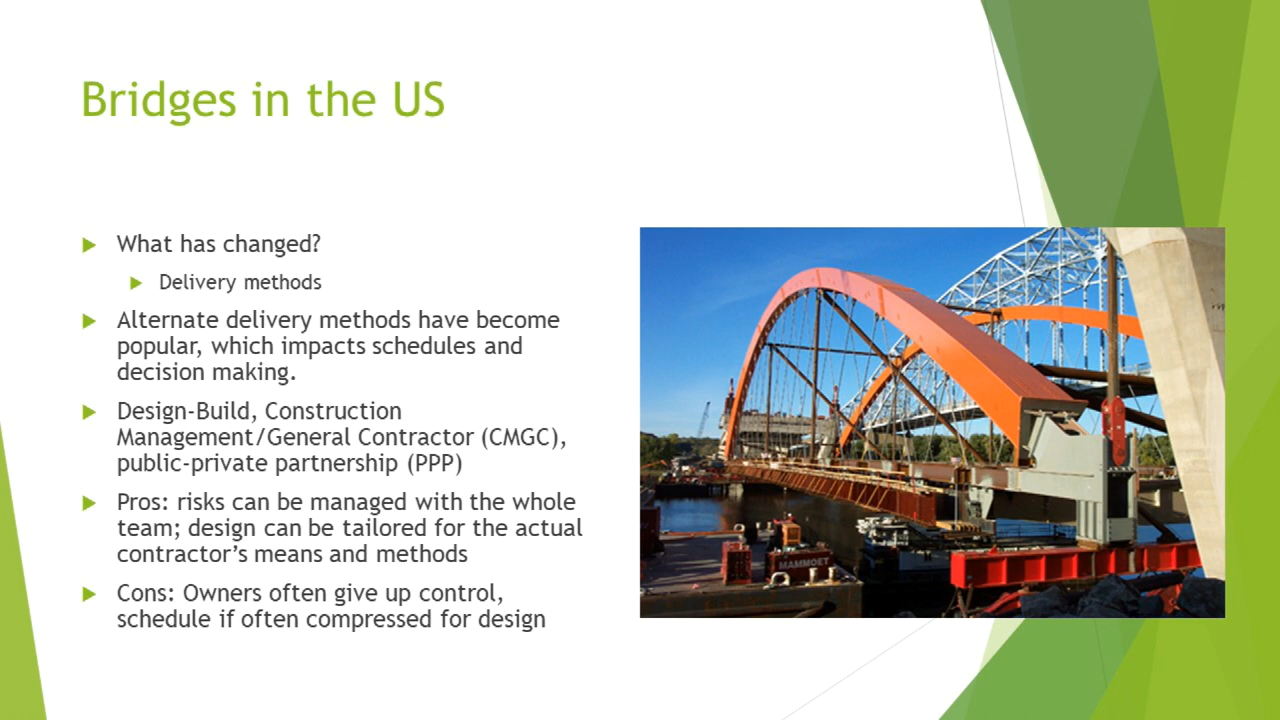 Bridges in the US
What has changed?
Delivery methods
Alternate delivery methods have become
popular, which impacts schedules and
decision making.
Design-Build, Construction
Management/General Contractor (CMGC),
public-private partnership (PPP)
Pros: risks can be managed with the whole
team; design can be tailored for the actual
contractor’s means and methods
Cons: Owners often give up control,
schedule if often compressed for design
MAMMOET